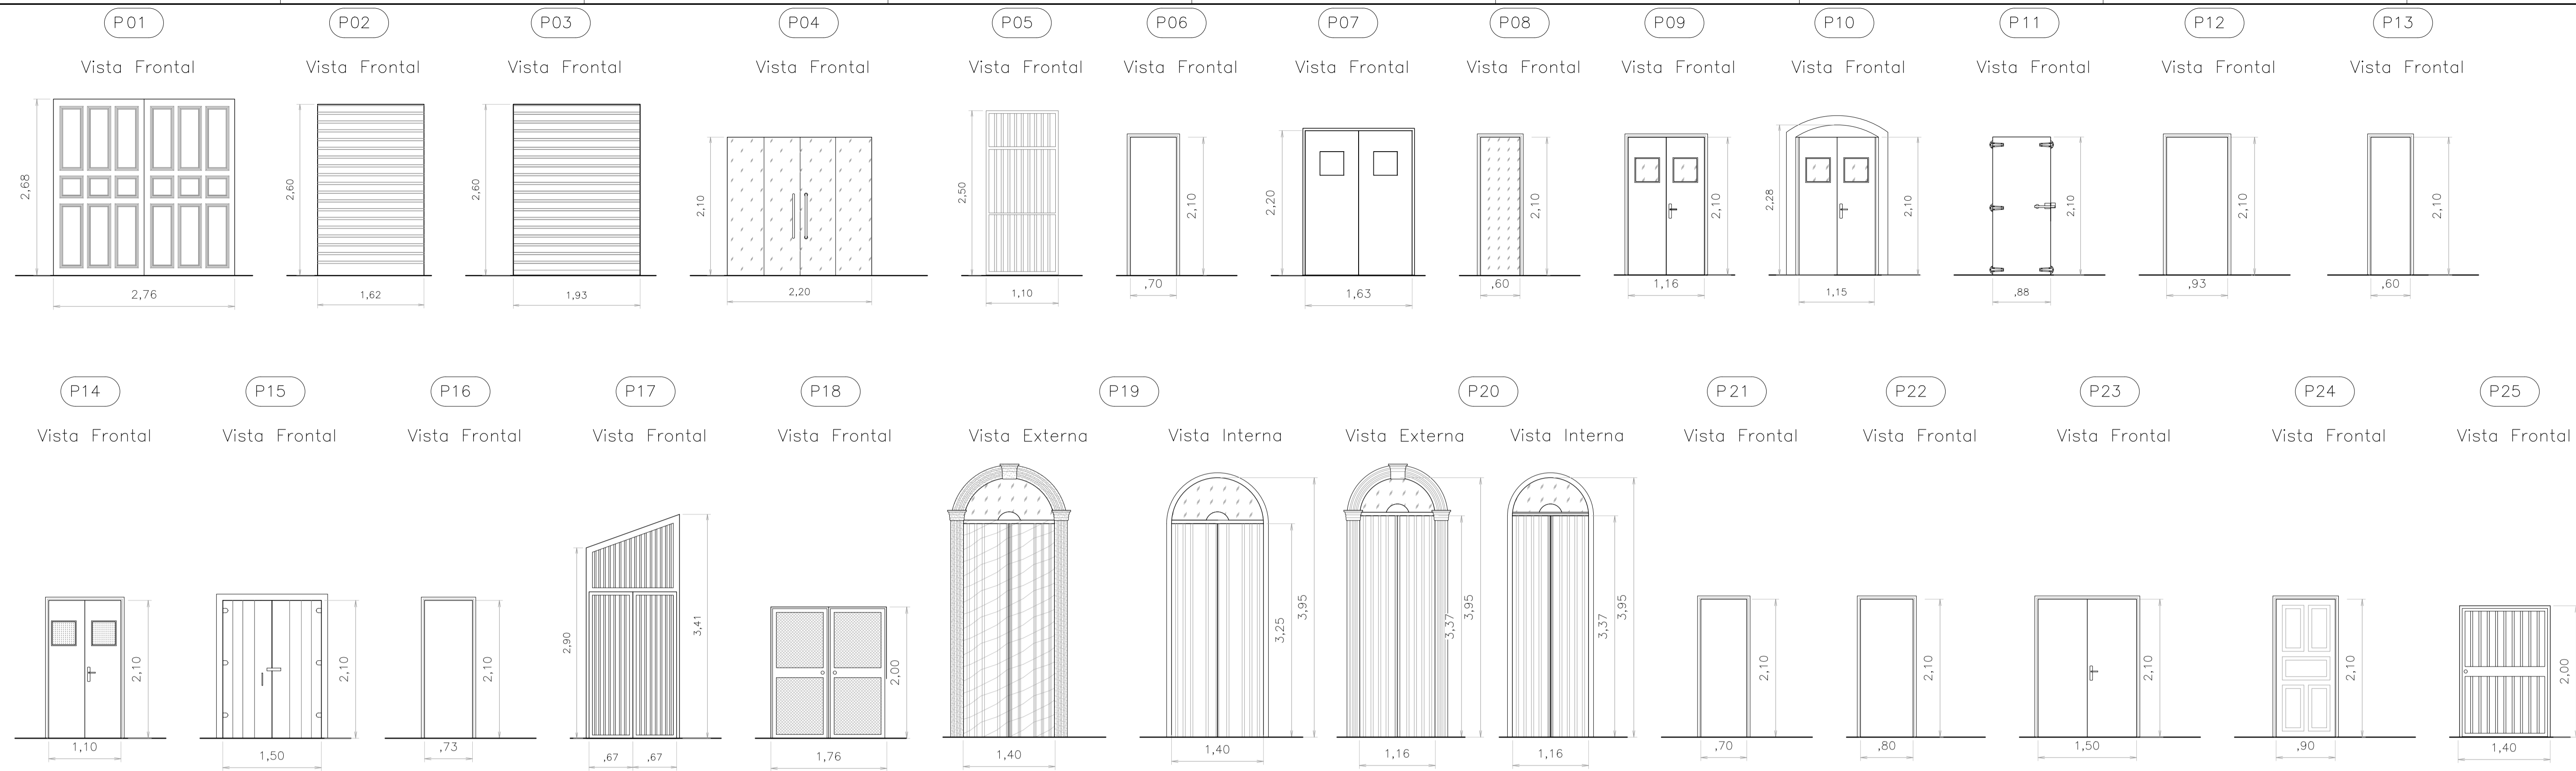 P01 P02 P03 P04 P05 P06 P07 P08 P09 P10 P11 P12 P13
Vista Frontal Vista Frontal Vista Frontal Vista Frontal Vista Frontal Vista Frontal Vista Frontal Vista Frontal Vista Frontal Vista Frontal Vista Frontal Vista Frontal Vista Frontal
2,68 2,60 2,60 2,10 2,50 2,10 2,20 2,10 2,10 2,28 2,10 2,10 2,10 2,10
2,76 1,62 1,93 2,20 1,10 ,70 1,63 ,60 1,16 1,15 ,88 ,93 ,60
P14 P15 P16 P17 P18 P19 P20 P21 P22 P23 P24 P25
Vista Frontal Vista Frontal Vista Frontal Vista Frontal Vista Frontal Vista Externa Vista Interna Vista Externa Vista Interna Vista Frontal Vista Frontal Vista Frontal Vista Frontal Vista Frontal
2,10 2,10 2,10 2,90 3,41 2,00 3,25 3,95 3,37 3,95 3,37 3,95 2,10 2,10 2,10 2,10 2,00
1,10 1,50 ,73 ,67 ,67 1,76 1,40 1,40 1,16 1,16 ,70 ,80 1,50 ,90 1,40